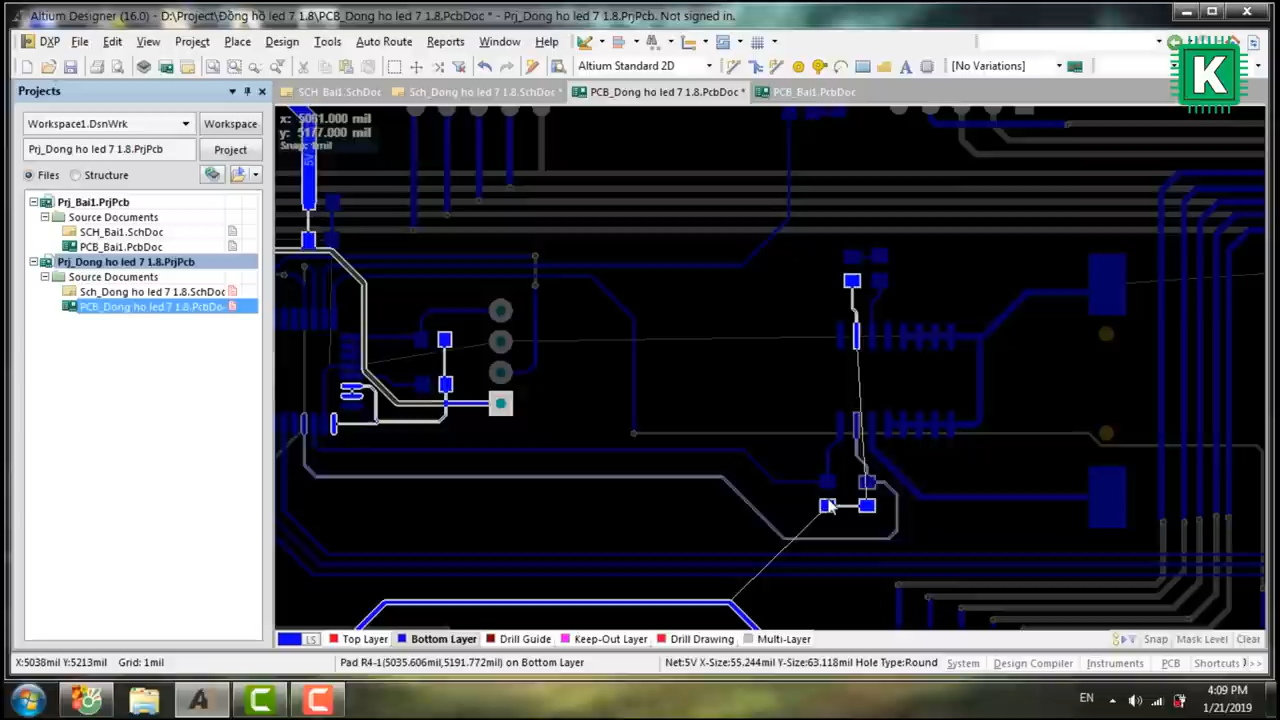 Altium Designer (16.0) - D:\Project\Đồng hồ led 7 1.8\PCB_Dong ho led 7 1.8.PcbDoc * - Prj_Dong ho led 7 1.8.PrjPcb. Not signed in.
DXP File Edit View Project Place Design Tools Auto Route Reports Window Help
Altium Standard 2D
[No Variations]
K
Projects
SCH_Bai1.SchDoc
Sch_Dong ho led 7 1.8.SchDoc *
PCB_Dong ho led 7 1.8.PcbDoc *
PCB_Bai1.PcbDoc
Workspace1.DsnWrk
Workspace
Prj_Dong ho led 7 1.8.PrjPcb
Project
Files
Structure
Prj_Bai1.PrjPcb
Source Documents
SCH_Bai1.SchDoc
PCB_Bai1.PcbDoc
Prj_Dong ho led 7 1.8.PrjPcb
Source Documents
Sch_Dong ho led 7 1.8.SchDoc
PCB_Dong ho led 7 1.8.PcbDo
x: 5061.000 mil
y: 5177.000 mil
Snap: 1mil
5V
LS
Top Layer
Bottom Layer
Drill Guide
Keep-Out Layer
Drill Drawing
Multi-Layer
Snap
Mask Level
Clear
X:5038mil Y:5213mil Grid: 1mil
Pad R4-1(5035.606mil,5191.772mil) on Bottom Layer
Net:5V X-Size:55.244mil Y-Size:63.118mil Hole Type:Round
System
Design Compiler
Instruments
PCB
Shortcuts
>>
EN
4:09 PM
1/21/2019